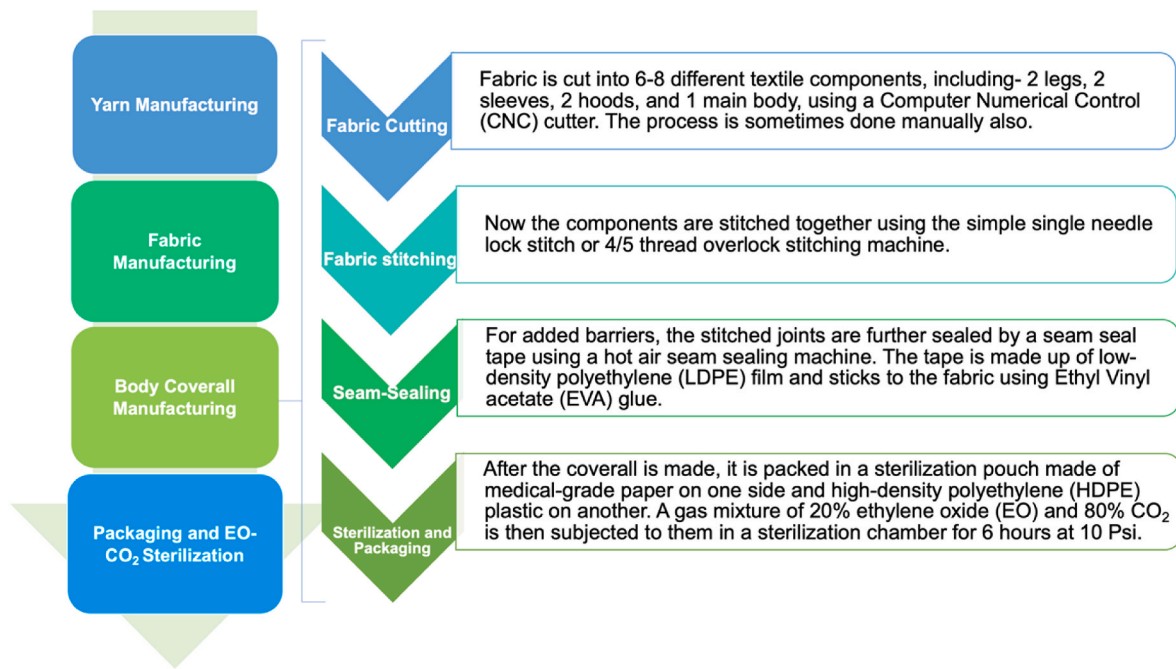 Yarn Manufacturing
Fabric
Manufacturing
Body Coverall
Manufacturing
Packaging and EO-
CO₂ Sterilization
Fabric Cutting
Fabric is cut into 6-8 different textile components, including- 2 legs, 2
sleeves, 2 hoods, and 1 main body, using a Computer Numerical Control
(CNC) cutter. The process is sometimes done manually also.
Fabric stitching
Now the components are stitched together using the simple single needle
lock stitch or 4/5 thread overlock stitching machine.
Seam-Sealing
For added barriers, the stitched joints are further sealed by a seam seal
tape using a hot air seam sealing machine. The tape is made up of low-
density polyethylene (LDPE) film and sticks to the fabric using Ethyl Vinyl
acetate (EVA) glue.
Sterilization and
Packaging
After the coverall is made, it is packed in a sterilization pouch made of
medical-grade paper on one side and high-density polyethylene (HDPE)
plastic on another. A gas mixture of 20% ethylene oxide (EO) and 80% CO₂
is then subjected to them in a sterilization chamber for 6 hours at 10 Psi.